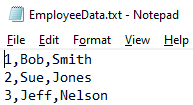 EmployeeData.txt - Notepad
File Edit Format View Help
1,Bob,Smith
2,Sue,Jones
3,Jeff,Nelson